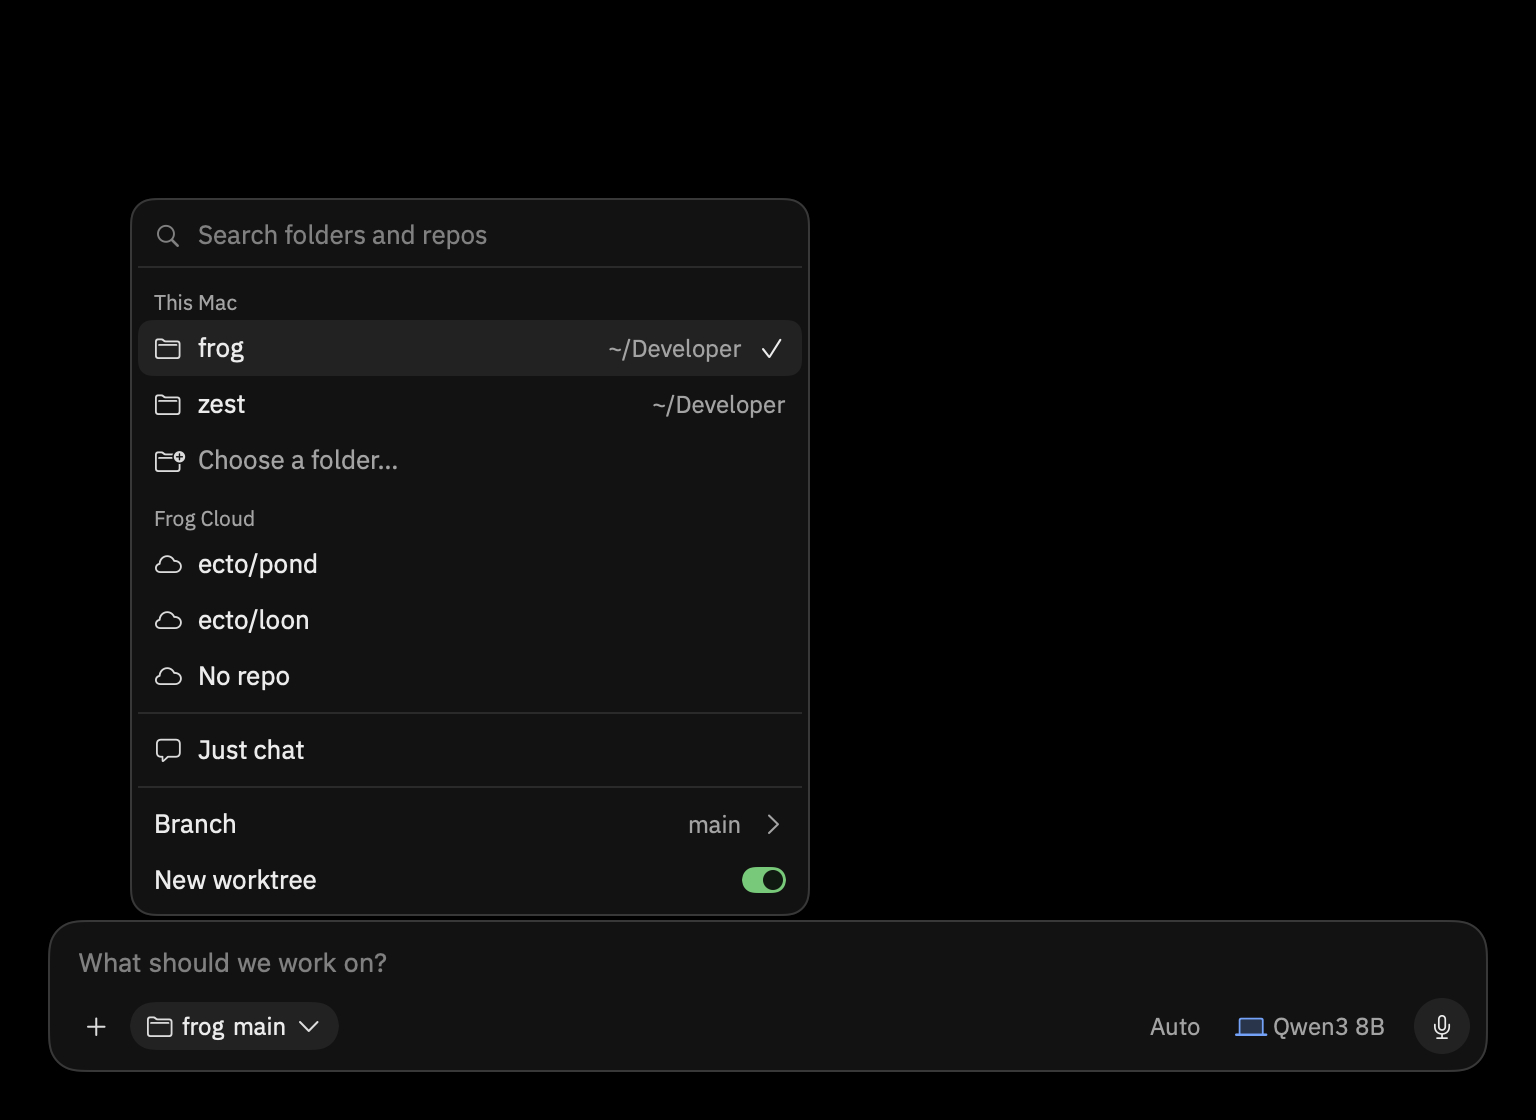 Search folders and repos
This Mac
frog ~/Developer
zest ~/Developer
Choose a folder...
Frog Cloud
ecto/pond
ecto/loon
No repo
Just chat
Branch main
New worktree
What should we work on?
frog main Auto Qwen3 8B